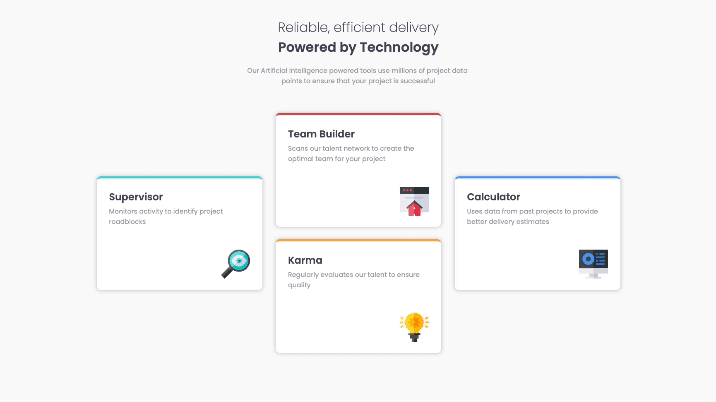 Reliable, efficient delivery
Powered by Technology
Our Artificial Intelligence powered tools use millions of project data
points to ensure that your project is successful
Supervisor
Monitors activity to identify project
roadblocks
Team Builder
Scans our talent network to create the
optimal team for your project
Karma
Regularly evaluates our talent to ensure
quality
Calculator
Uses data from past projects to provide
better delivery estimates